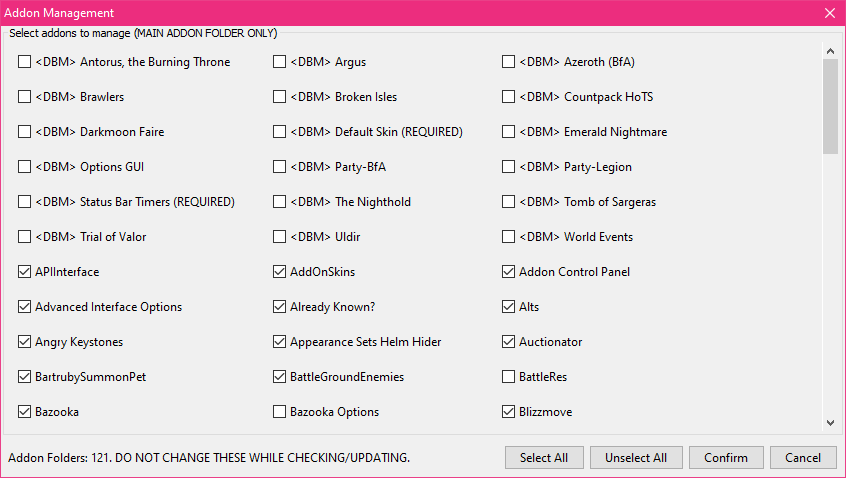 Addon Management
Select addons to manage (MAIN ADDON FOLDER ONLY)
<DBM> Antorus, the Burning Throne <DBM> Argus <DBM> Azeroth (BfA)
<DBM> Brawlers <DBM> Broken Isles <DBM> Countpack HoTS
<DBM> Darkmoon Faire <DBM> Default Skin (REQUIRED) <DBM> Emerald Nightmare
<DBM> Options GUI <DBM> Party-BfA <DBM> Party-Legion
<DBM> Status Bar Timers (REQUIRED) <DBM> The Nighthold <DBM> Tomb of Sargeras
<DBM> Trial of Valor <DBM> Uldir <DBM> World Events
APIInterface AddOnSkins Addon Control Panel
Advanced Interface Options Already Known? Alts
Angry Keystones Appearance Sets Helm Hider Auctionator
BartrubySummonPet BattleGroundEnemies BattleRes
Bazooka Bazooka Options Blizzmove
Addon Folders: 121. DO NOT CHANGE THESE WHILE CHECKING/UPDATING. Select All Unselect All Confirm Cancel